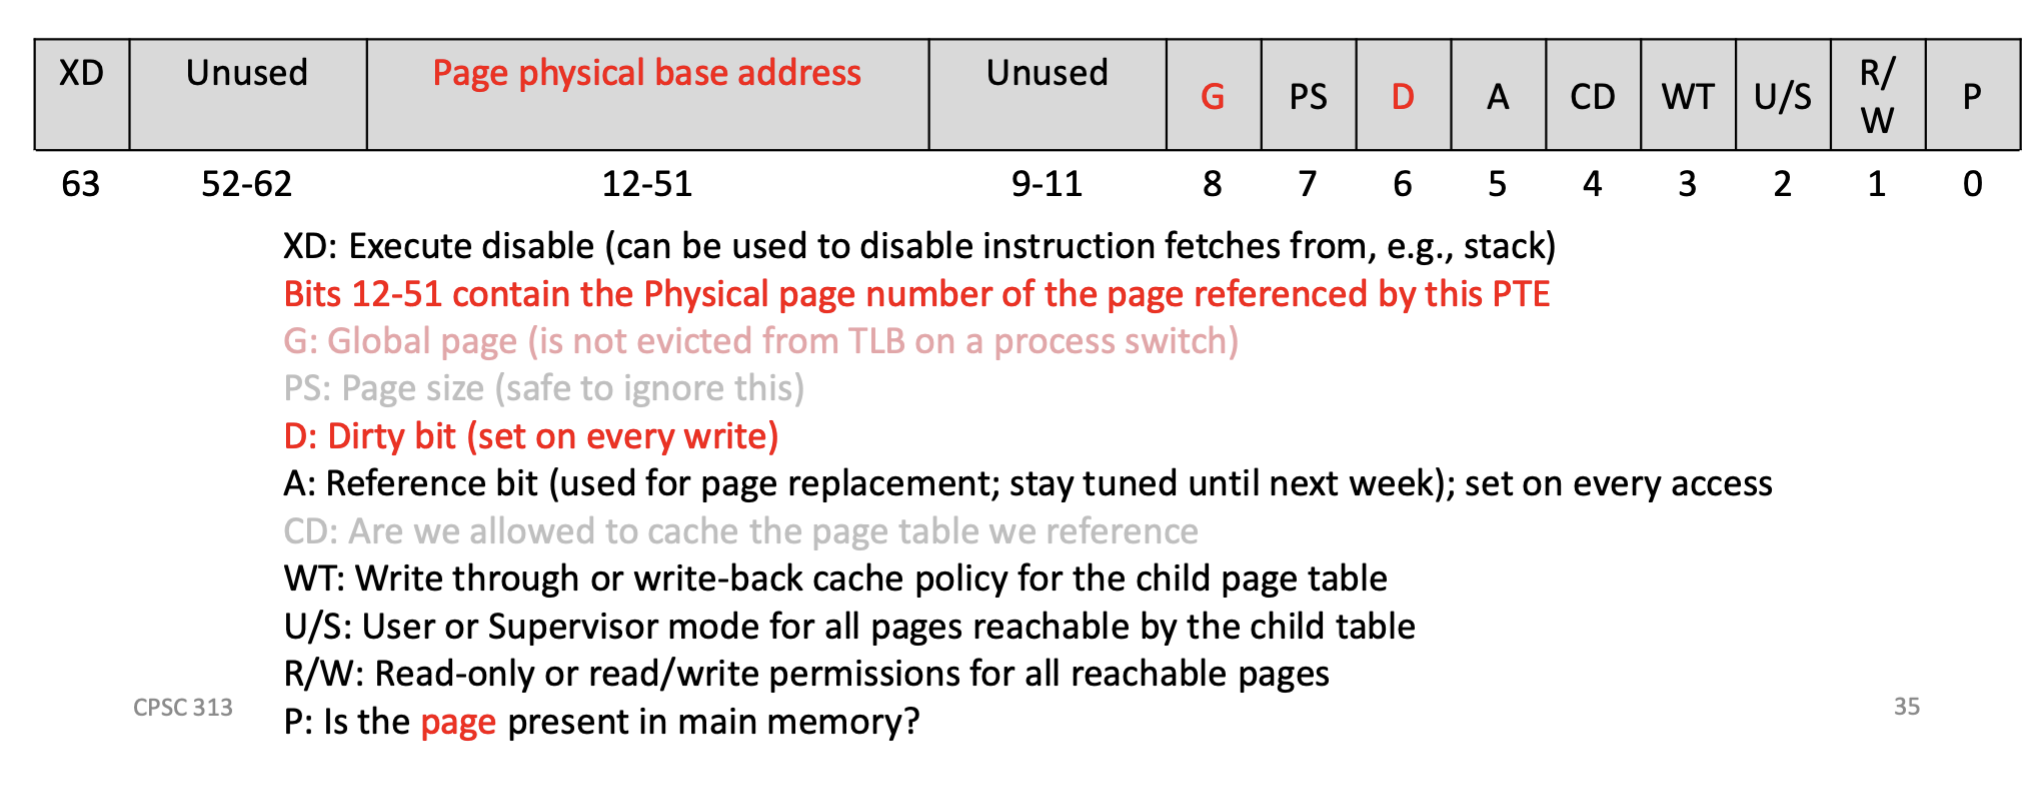 XD Unused Page physical base address Unused G PS D A CD WT U/S R/ W P
63 52-62 12-51 9-11 8 7 6 5 4 3 2 1 0
XD: Execute disable (can be used to disable instruction fetches from, e.g., stack)
Bits 12-51 contain the Physical page number of the page referenced by this PTE
G: Global page (is not evicted from TLB on a process switch)
PS: Page size (safe to ignore this)
D: Dirty bit (set on every write)
A: Reference bit (used for page replacement; stay tuned until next week); set on every access
CD: Are we allowed to cache the page table we reference
WT: Write through or write-back cache policy for the child page table
U/S: User or Supervisor mode for all pages reachable by the child table
R/W: Read-only or read/write permissions for all reachable pages
P: Is the page present in main memory?
CPSC 313
35